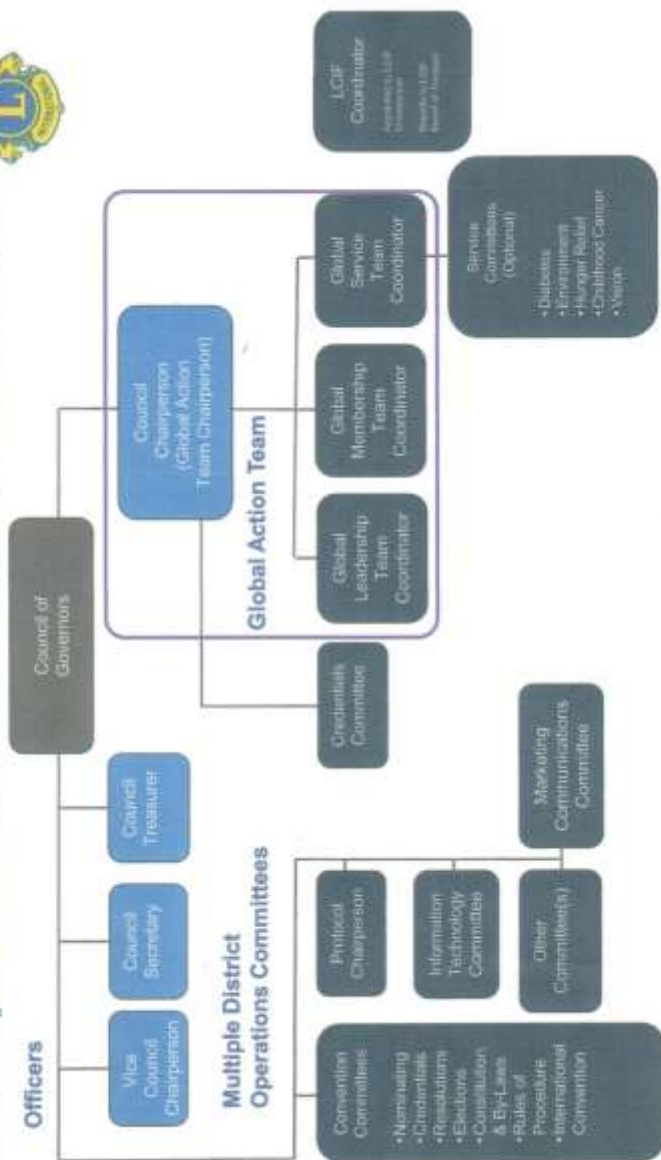 L
INTERNATIONAL
Officers
Council of
Governors
Vice
Council
Chairperson
Council
Secretary
Council
Treasurer
Council
Chairperson
(Global Action
Team Chairperson)
Global Action Team
Global
Leadership
Team
Coordinator
Global
Membership
Team
Coordinator
Global
Service
Team
Coordinator
LCIF
Coordinator
Credentials
Committee
Multiple District
Operations Committees
Convention
Committees
• Nominating
• Credentials
• Resolutions
• Elections
• Constitution
& By-Laws
• Rules of
Procedure
• International
Convention
Protocol
Chairperson
Information
Technology
Committee
Other
Committee(s)
Marketing
Communications
Committee
Service
Committees
(Optional)
• Diabetes
• Environment
• Hunger Relief
• Childhood Cancer
• Vision